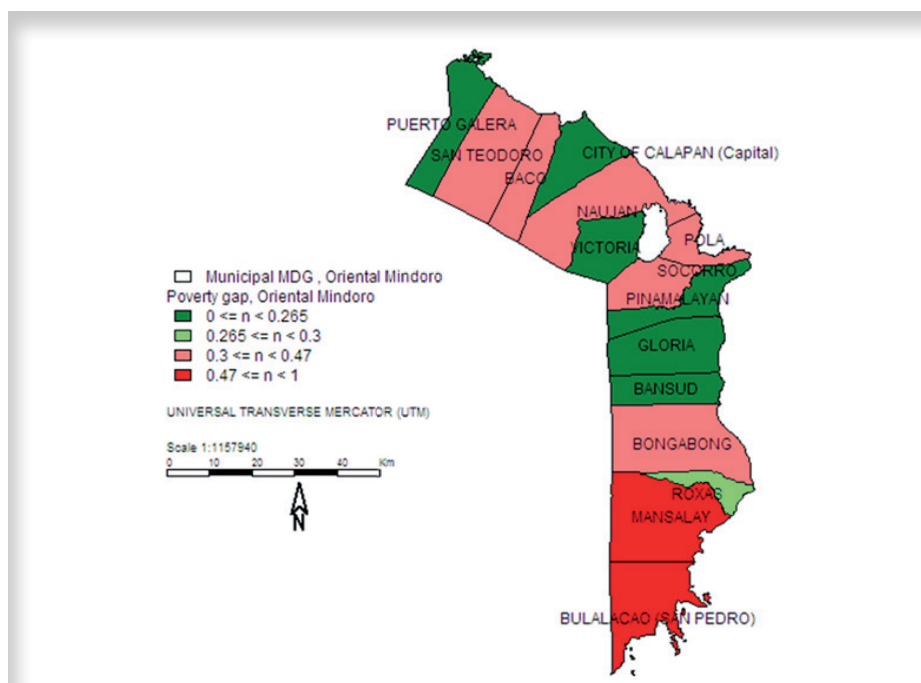 PUERTO GALERA
SAN TEODORO
BACO
CITY OF CALAPAN (Capital)
NAUJAN
VICTORIA
POLA
SOCORRO
PINAMALAYAN
GLORIA
BANSUD
BONGABONG
ROXAS
MANSALAY
BULALACAO (SAN PEDRO)
Municipal MDG , Oriental Mindoro
Poverty gap, Oriental Mindoro
0 <= n < 0.265
0.265 <= n < 0.3
0.3 <= n < 0.47
0.47 <= n < 1
UNIVERSAL TRANSVERSE MERCATOR (UTM)
Scale 1:1157940
0 10 20 30 40 Km
N